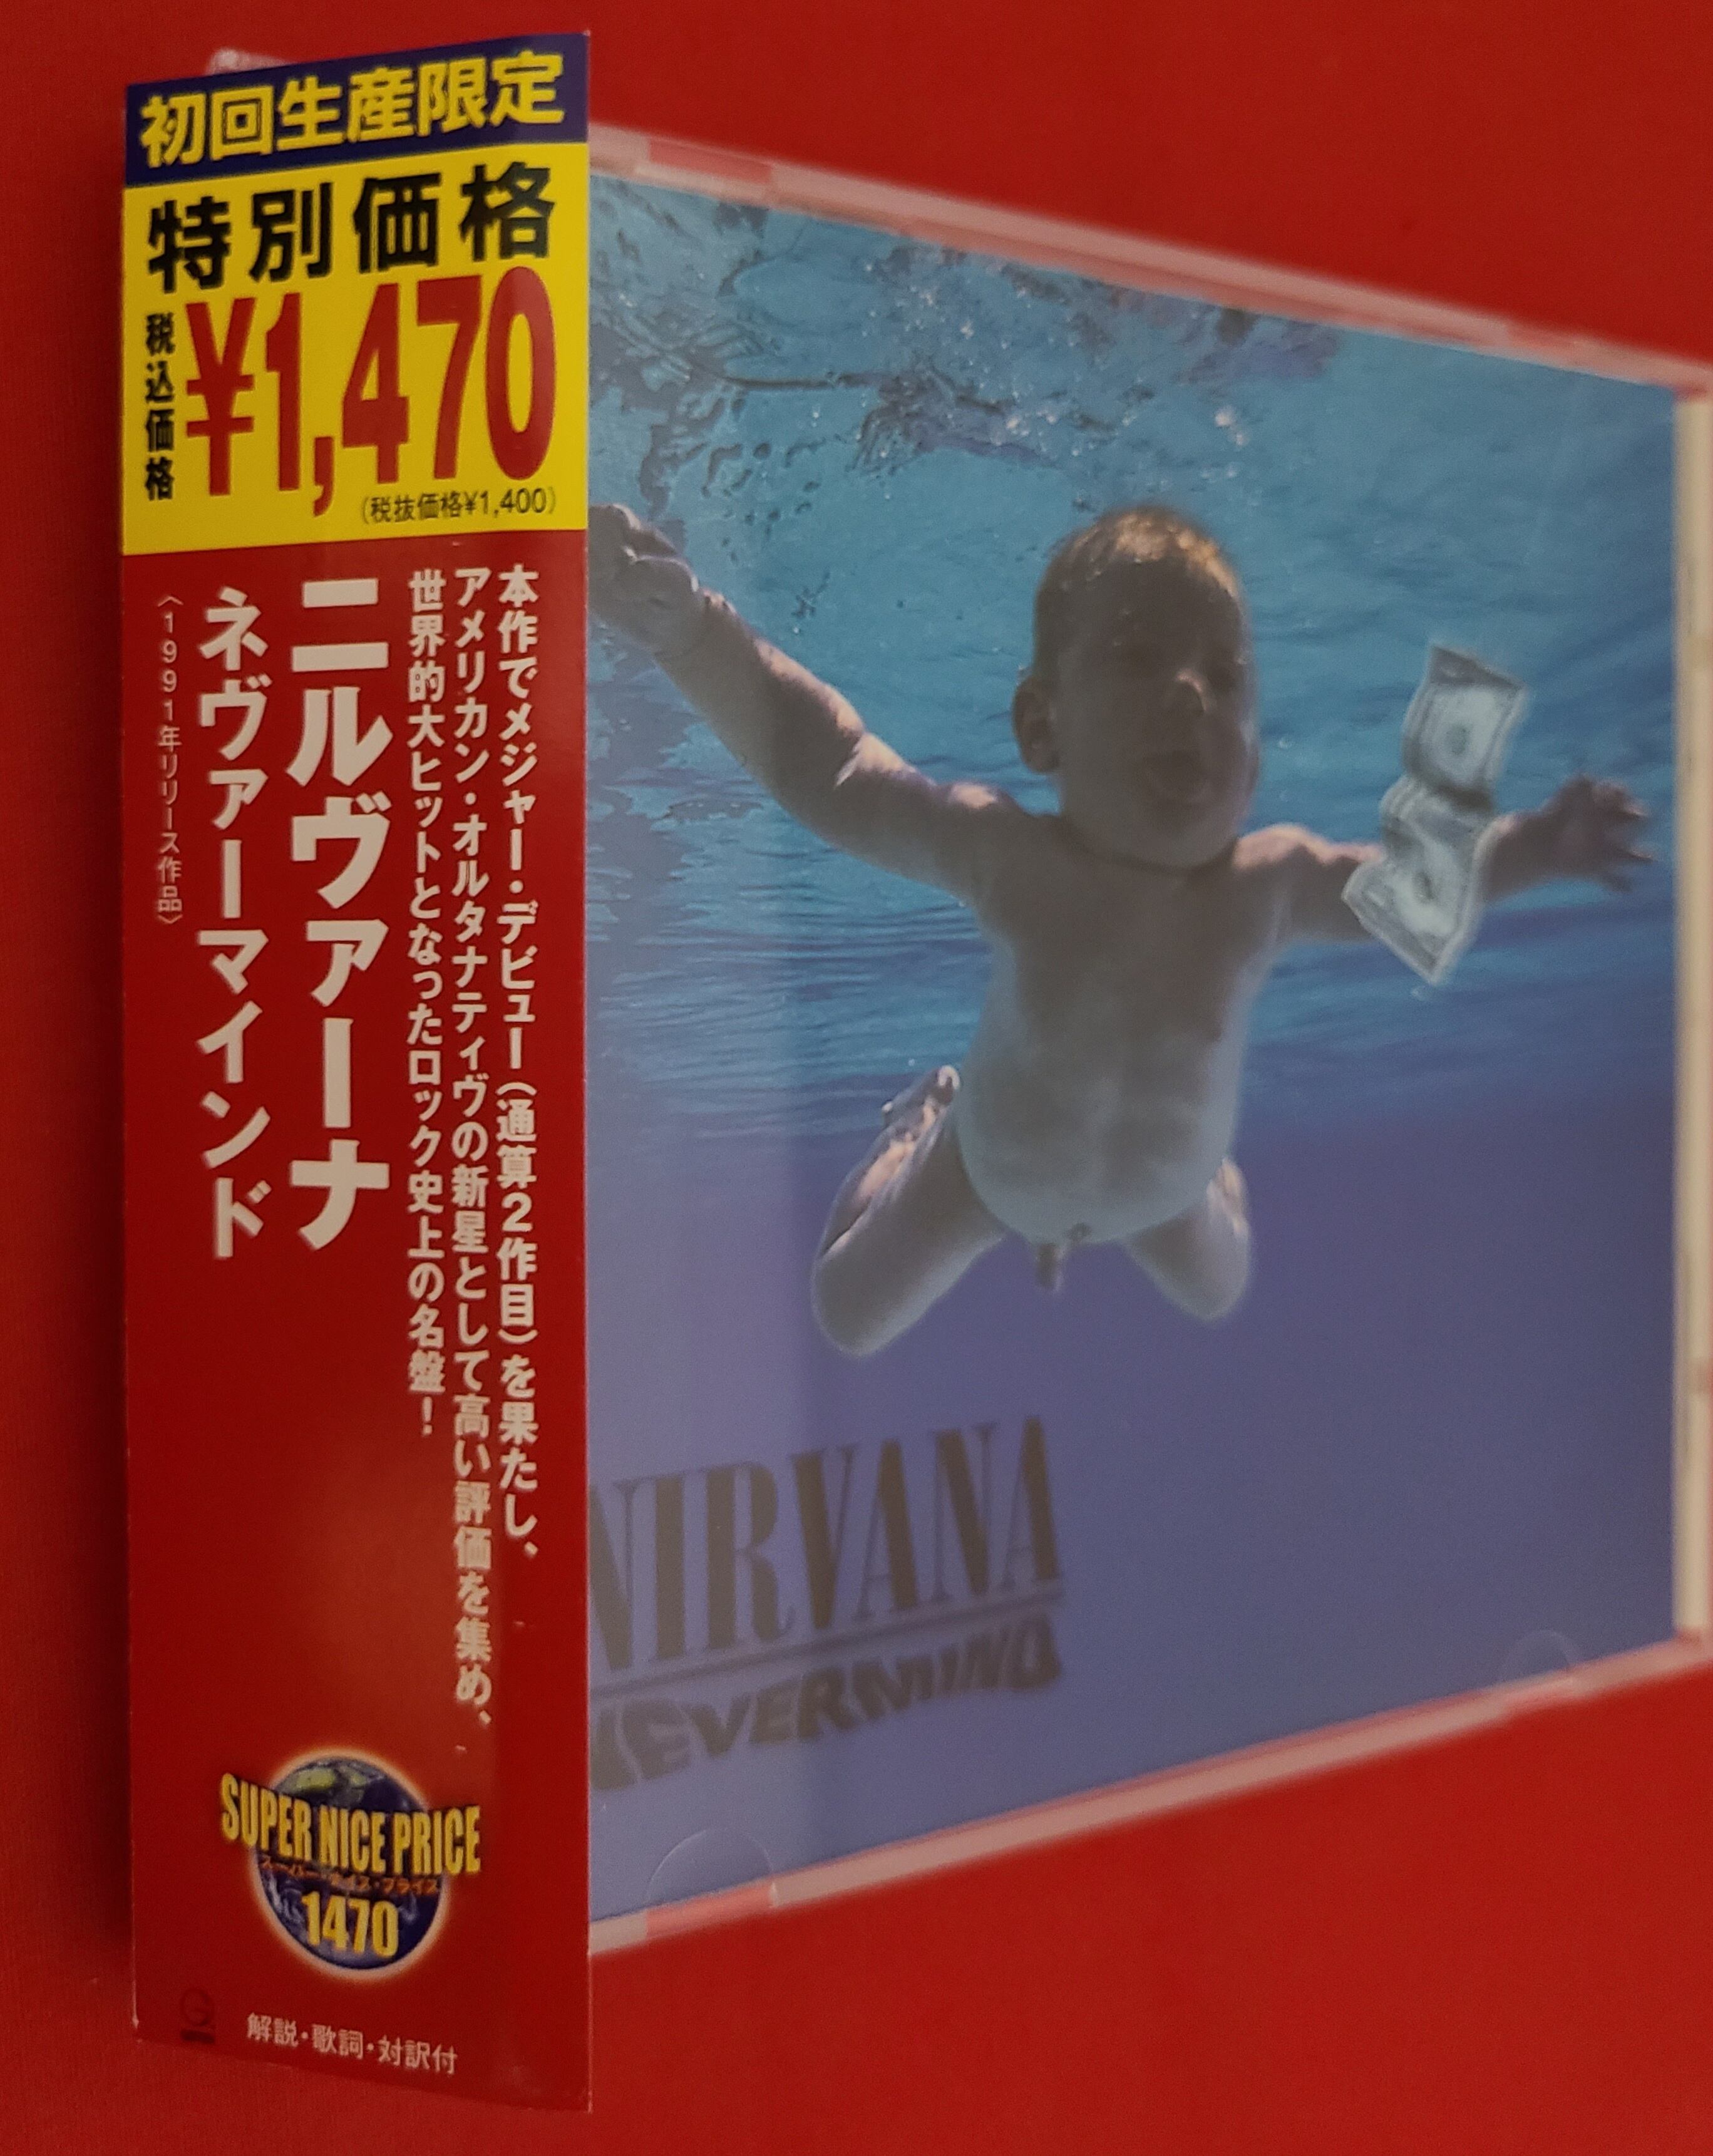 初回生産限定
特別価格
税込価格
¥1,470
(税抜価格¥1,400)
本作でメジャー・デビュー(通算2作目)を果たし、
アメリカン・オルタナティヴの新星として高い評価を集め、
世界的大ヒットとなったロック史上の名盤!
ニルヴァーナ
ネヴァーマインド
〈1991年リリース作品〉
SUPER NICE PRICE
スーパー・ナイス・プライス
1470
解説・歌詞・対訳付
NIRVANA
NEVERMIND